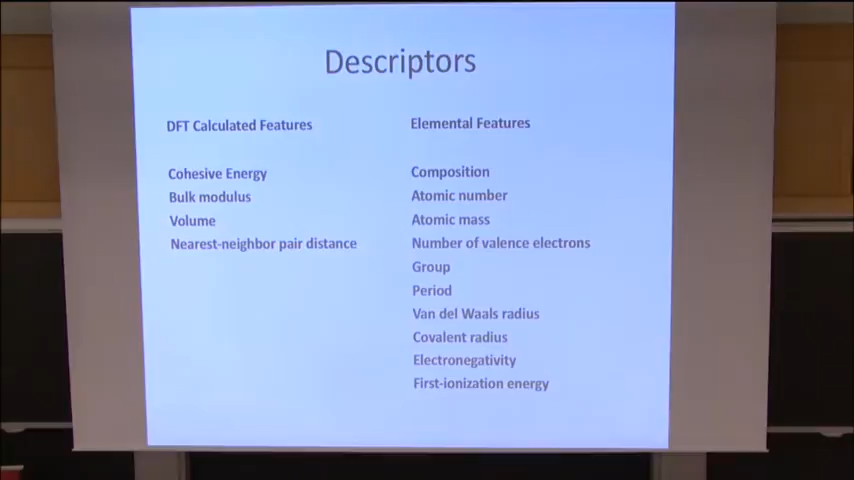 Descriptors
DFT Calculated Features
Cohesive Energy
Bulk modulus
Volume
Nearest-neighbor pair distance
Elemental Features
Composition
Atomic number
Atomic mass
Number of valence electrons
Group
Period
Van del Waals radius
Covalent radius
Electronegativity
First-ionization energy